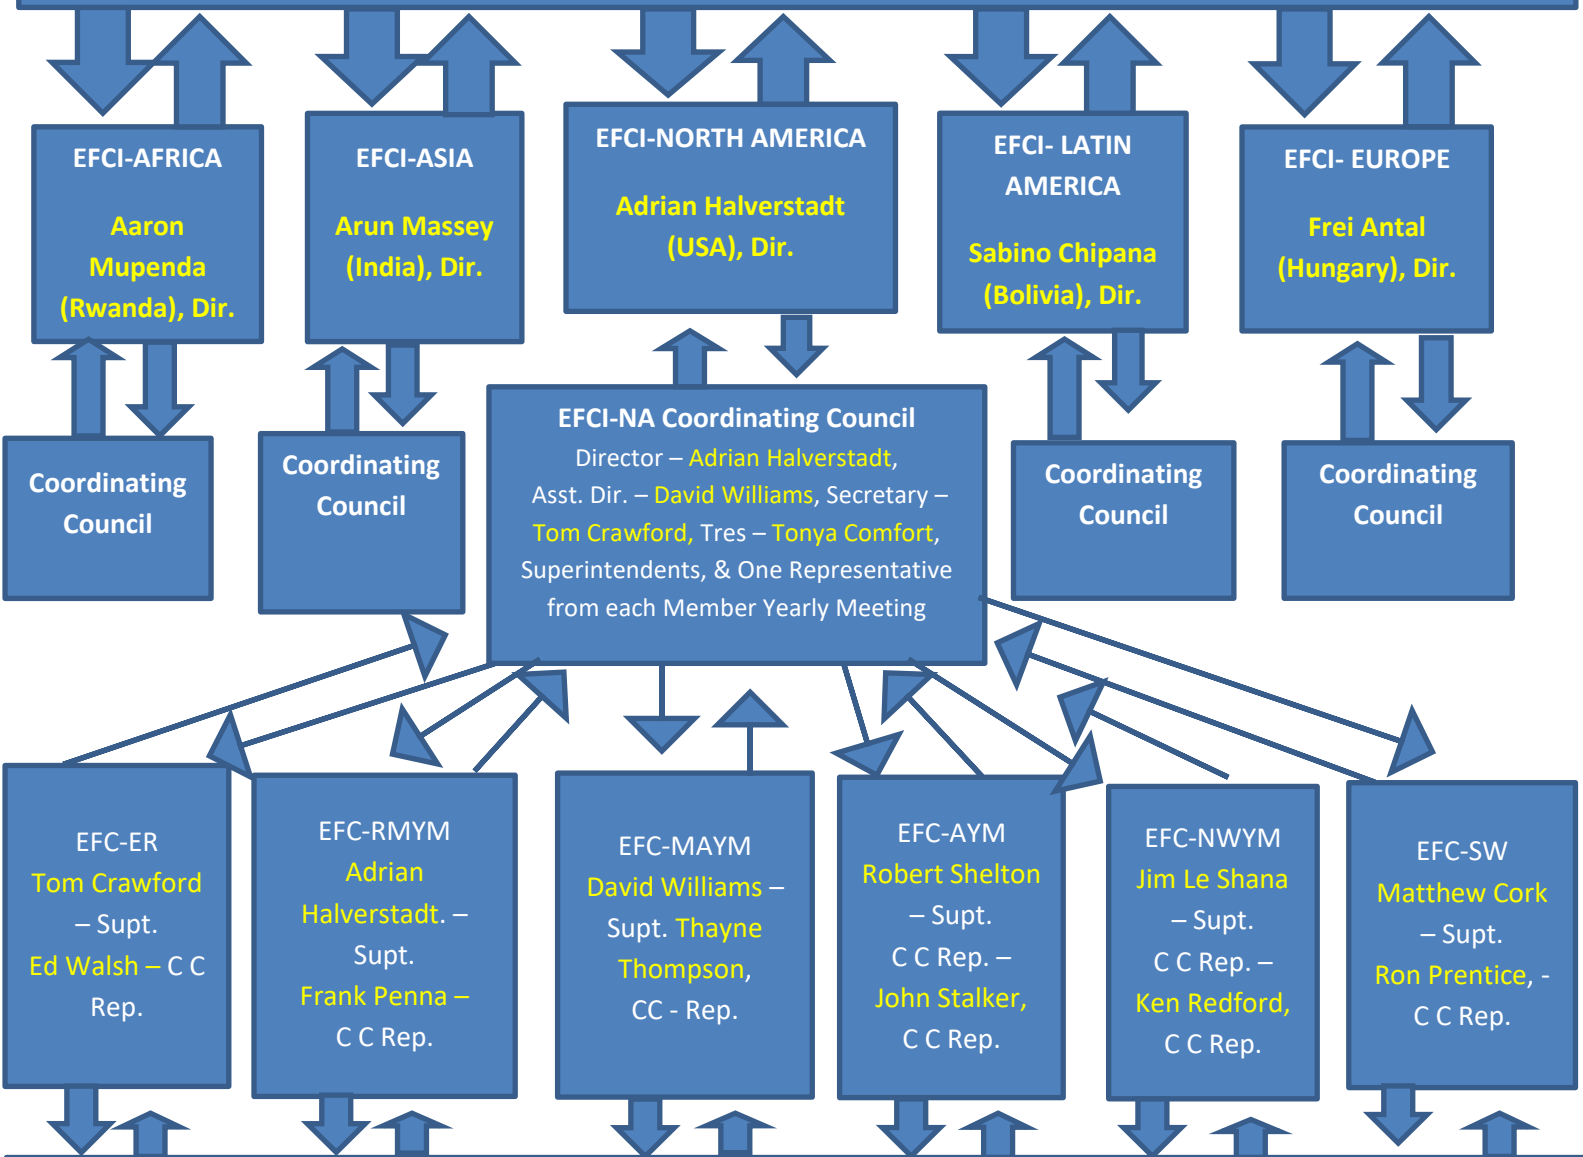 EFCI-AFRICA
Aaron
Mupenda
(Rwanda), Dir.
EFCI-ASIA
Arun Massey
(India), Dir.
EFCI-NORTH AMERICA
Adrian Halverstadt
(USA), Dir.
EFCI- LATIN
AMERICA
Sabino Chipana
(Bolivia), Dir.
EFCI- EUROPE
Frei Antal
(Hungary), Dir.
Coordinating
Council
Coordinating
Council
EFCI-NA Coordinating Council
Director – Adrian Halverstadt,
Asst. Dir. – David Williams, Secretary –
Tom Crawford, Tres – Tonya Comfort,
Superintendents, & One Representative
from each Member Yearly Meeting
Coordinating
Council
Coordinating
Council
EFC-ER
Tom Crawford
– Supt.
Ed Walsh – C C
Rep.
EFC-RMYM
Adrian
Halverstadt. –
Supt.
Frank Penna –
C C Rep.
EFC-MAYM
David Williams –
Supt. Thayne
Thompson,
CC - Rep.
EFC-AYM
Robert Shelton
– Supt.
C C Rep. –
John Stalker,
C C Rep.
EFC-NWYM
Jim Le Shana
– Supt.
C C Rep. –
Ken Redford,
C C Rep.
EFC-SW
Matthew Cork
– Supt.
Ron Prentice, -
C C Rep.